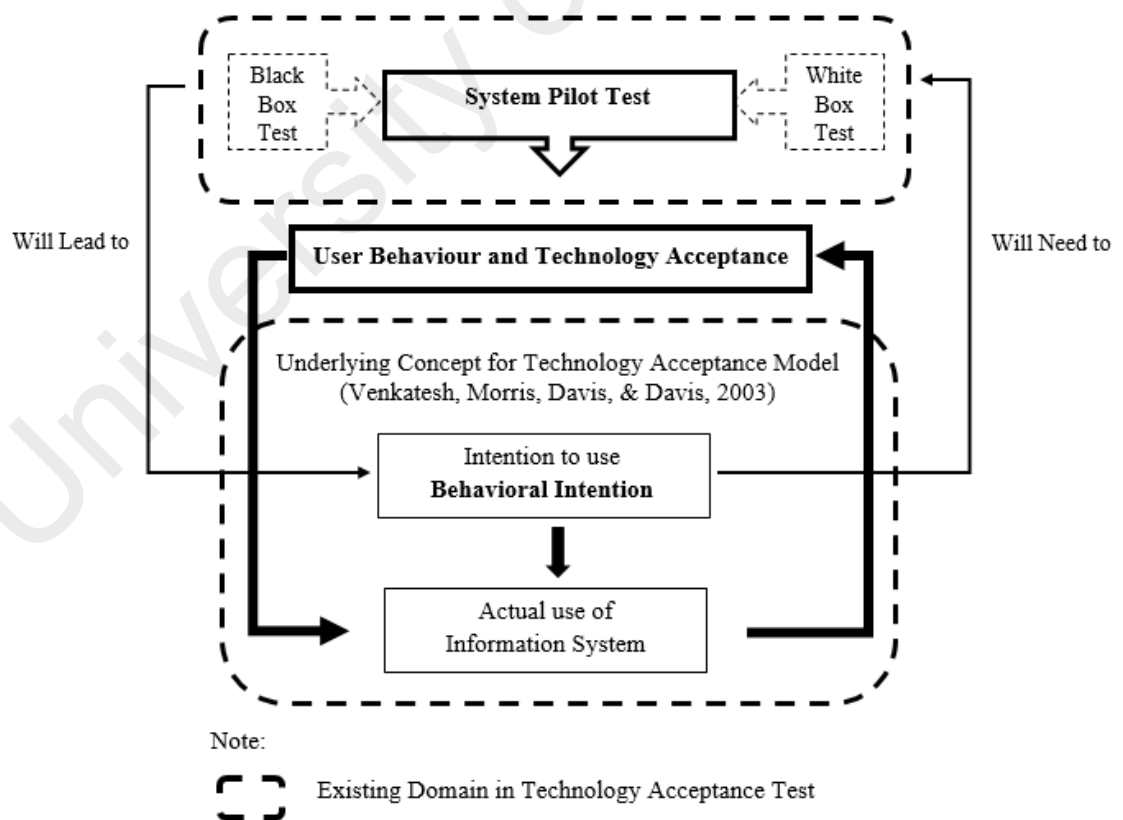 Black
Box
Test
System Pilot Test
White
Box
Test
Will Lead to
User Behaviour and Technology Acceptance
Will Need to
Underlying Concept for Technology Acceptance Model
(Venkatesh, Morris, Davis, & Davis, 2003)
Intention to use
Behavioral Intention
Actual use of
Information System
Note:
Existing Domain in Technology Acceptance Test
University